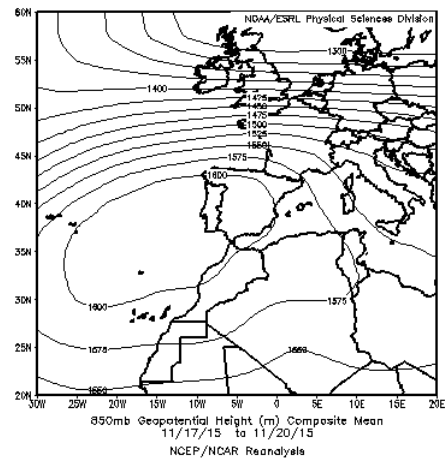 NOAA/ESRL Physical Sciences Division
60N
1300
55N
1400
50N
1450
1475
1500
1525
1550
45N
1575
1600
40N
35N
30N
1600
1575
25N
1575
1550
1550
20N
30W 25W 20W 15W 10W 5W 0 5E 10E 15E 20E
850mb Geopotential Height (m) Composite Mean
11/17/15 to 11/20/15
NCEP/NCAR Reanalysis